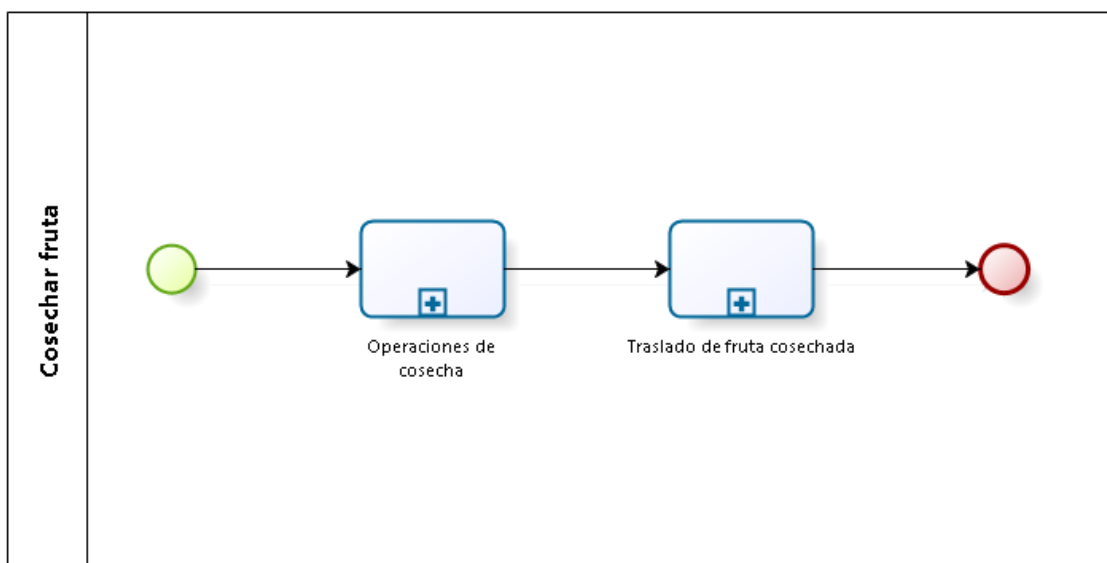 Cosechar fruta
Operaciones de
cosecha
Traslado de fruta cosechada